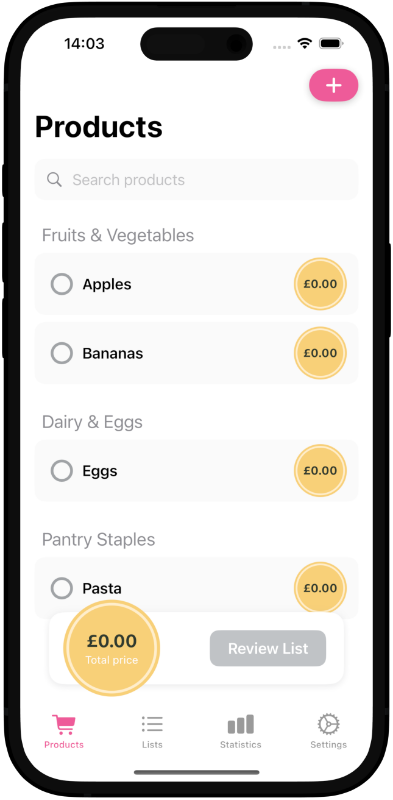 14:03
+
Products
Search products
Fruits & Vegetables
Apples £0.00
Bananas £0.00
Dairy & Eggs
Eggs £0.00
Pantry Staples
Pasta £0.00
£0.00
Total price
Review List
Products Lists Statistics Settings